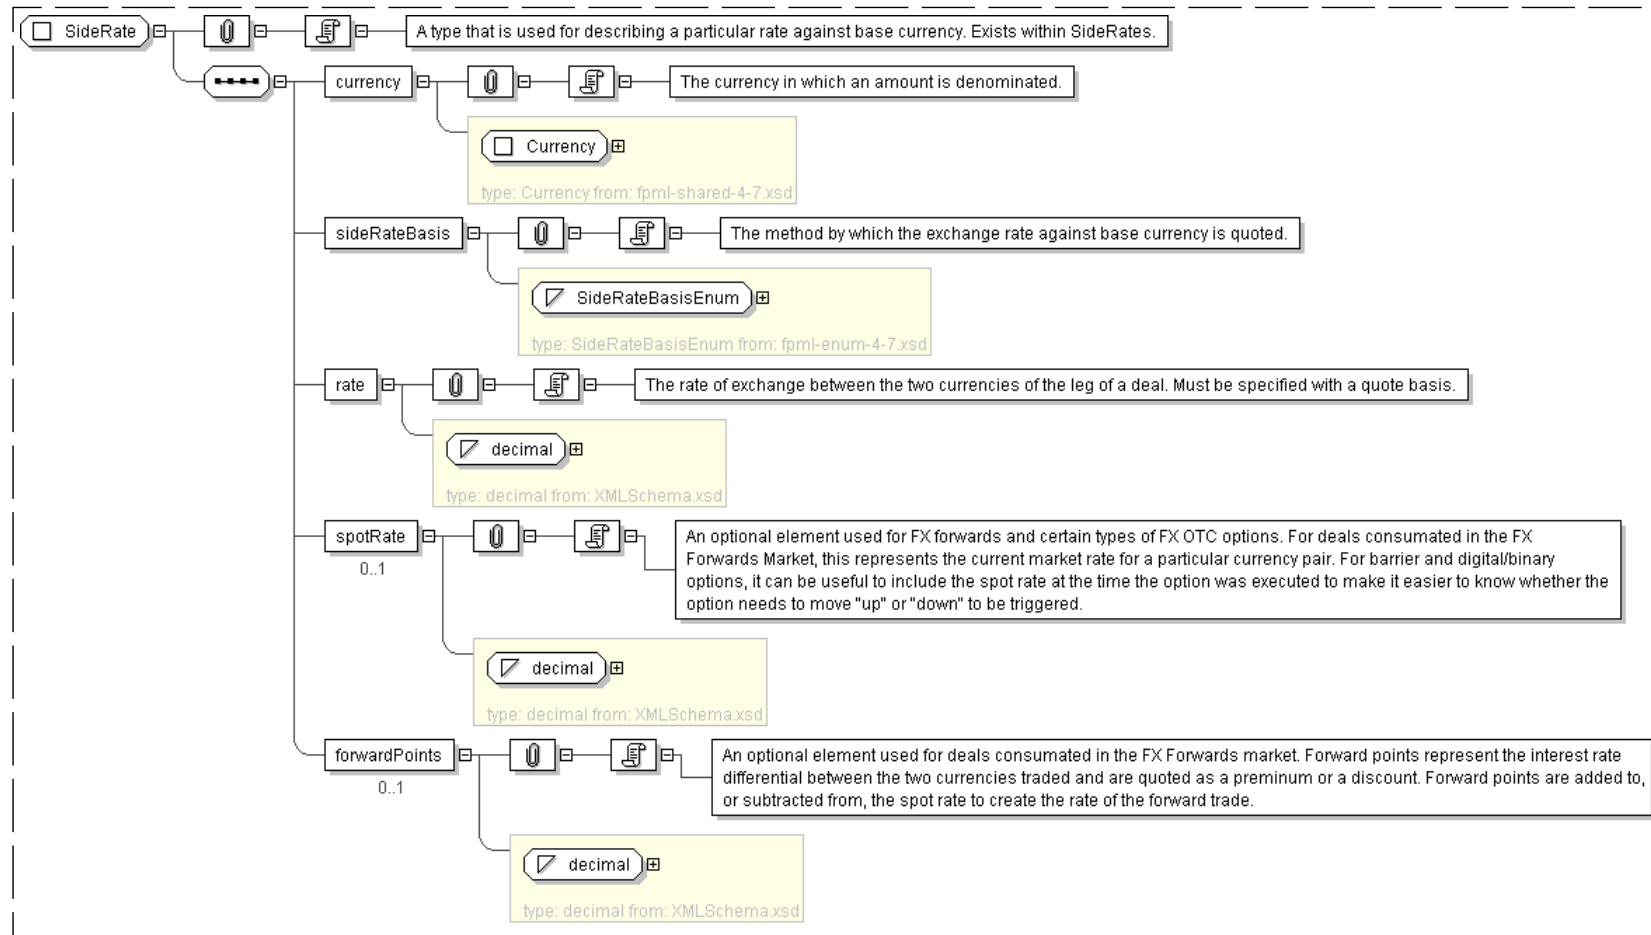 SideRate
A type that is used for describing a particular rate against base currency. Exists within SideRates.
currency
The currency in which an amount is denominated.
Currency
type: Currency from: fpml-shared-4-7.xsd
sideRateBasis
The method by which the exchange rate against base currency is quoted.
SideRateBasisEnum
type: SideRateBasisEnum from: fpml-enum-4-7.xsd
rate
The rate of exchange between the two currencies of the leg of a deal. Must be specified with a quote basis.
decimal
type: decimal from: XMLSchema.xsd
spotRate
0..1
An optional element used for FX forwards and certain types of FX OTC options. For deals consumated in the FX
Forwards Market, this represents the current market rate for a particular currency pair. For barrier and digital/binary
options, it can be useful to include the spot rate at the time the option was executed to make it easier to know whether the
option needs to move "up" or "down" to be triggered.
decimal
type: decimal from: XMLSchema.xsd
forwardPoints
0..1
An optional element used for deals consumated in the FX Forwards market. Forward points represent the interest rate
differential between the two currencies traded and are quoted as a preminum or a discount. Forward points are added to,
or subtracted from, the spot rate to create the rate of the forward trade.
decimal
type: decimal from: XMLSchema.xsd